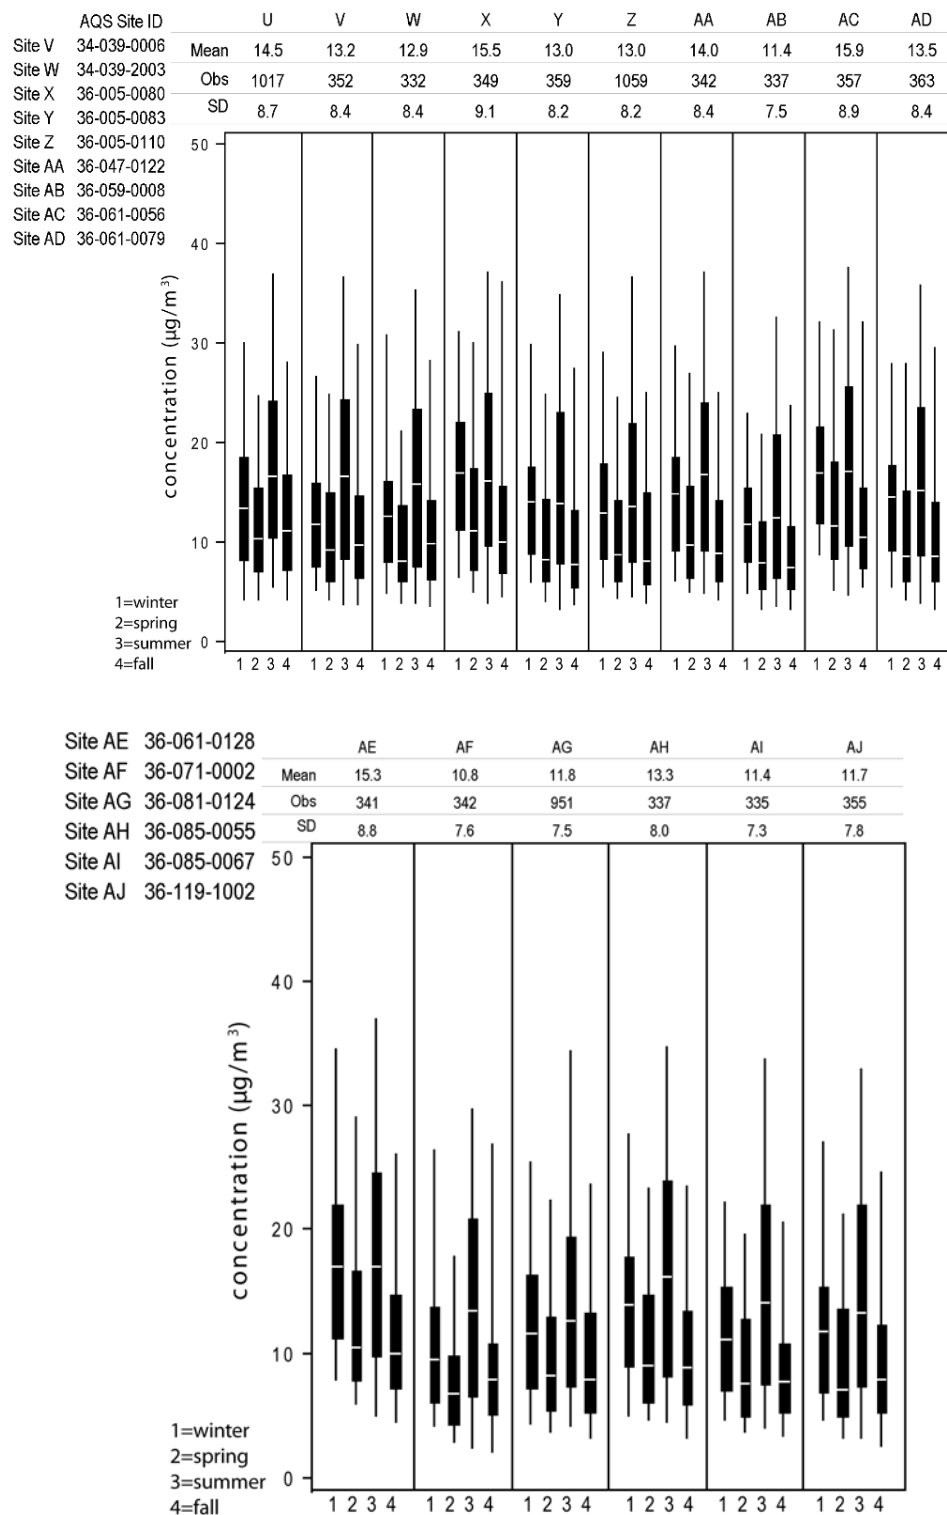 AQS Site ID
Site V 34-039-0006
Site W 34-039-2003
Site X 36-005-0080
Site Y 36-005-0083
Site Z 36-005-0110
Site AA 36-047-0122
Site AB 36-059-0008
Site AC 36-061-0056
Site AD 36-061-0079
U V W X Y Z AA AB AC AD
Mean 14.5 13.2 12.9 15.5 13.0 13.0 14.0 11.4 15.9 13.5
Obs 1017 352 332 349 359 1059 342 337 357 363
SD 8.7 8.4 8.4 9.1 8.2 8.2 8.4 7.5 8.9 8.4
50
40
30
20
10
0
concentration (µg/m³)
1=winter
2=spring
3=summer
4=fall
1 2 3 4 1 2 3 4 1 2 3 4 1 2 3 4 1 2 3 4 1 2 3 4 1 2 3 4 1 2 3 4 1 2 3 4 1 2 3 4
Site AE 36-061-0128
Site AF 36-071-0002
Site AG 36-081-0124
Site AH 36-085-0055
Site AI 36-085-0067
Site AJ 36-119-1002
AE AF AG AH AI AJ
Mean 15.3 10.8 11.8 13.3 11.4 11.7
Obs 341 342 951 337 335 355
SD 8.8 7.6 7.5 8.0 7.3 7.8
50
40
30
20
10
0
concentration (µg/m³)
1=winter
2=spring
3=summer
4=fall
1 2 3 4 1 2 3 4 1 2 3 4 1 2 3 4 1 2 3 4 1 2 3 4